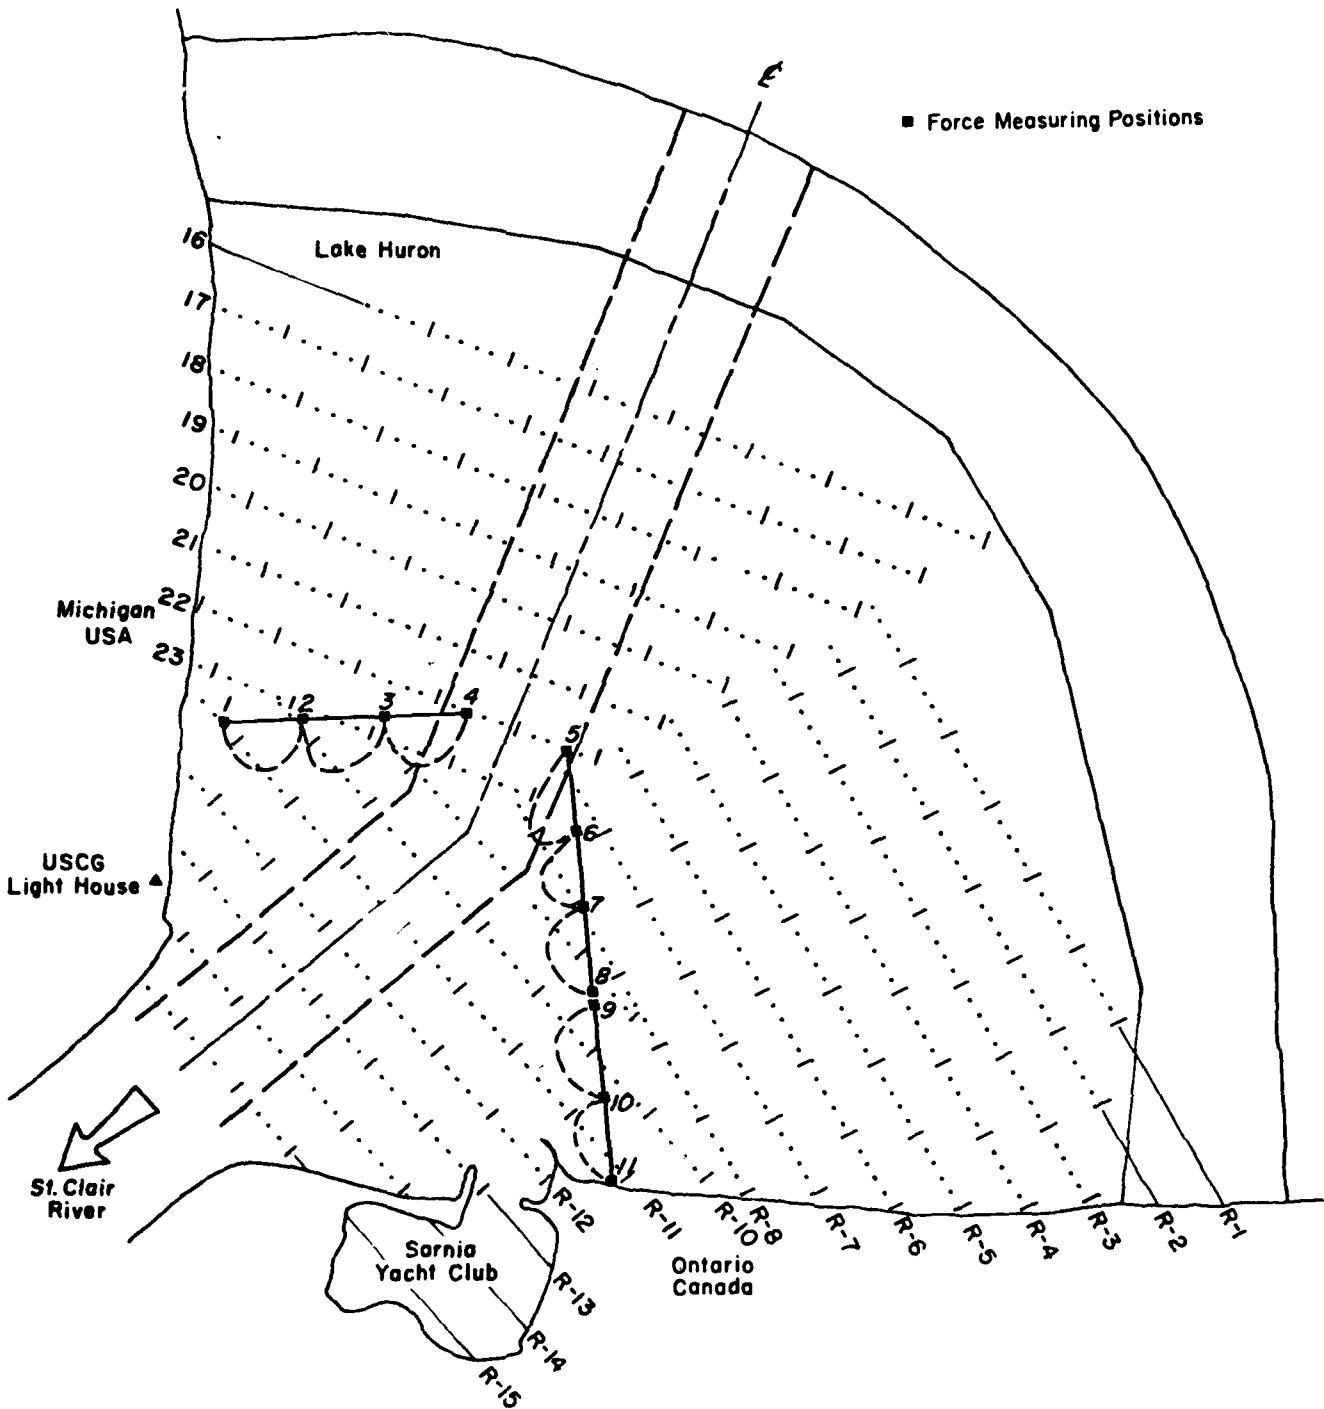 ℄
■ Force Measuring Positions
16
Lake Huron
17
18
19
20
21
Michigan
USA
22
23
1
2
3
4
5
6
USCG
Light House ▲
7
8
9
10
11
St. Clair
River
Sarnia
Yacht Club
Ontario
Canada
R-12
R-11
R-10
R-8
R-7
R-6
R-5
R-4
R-3
R-2
R-1
R-13
R-14
R-15